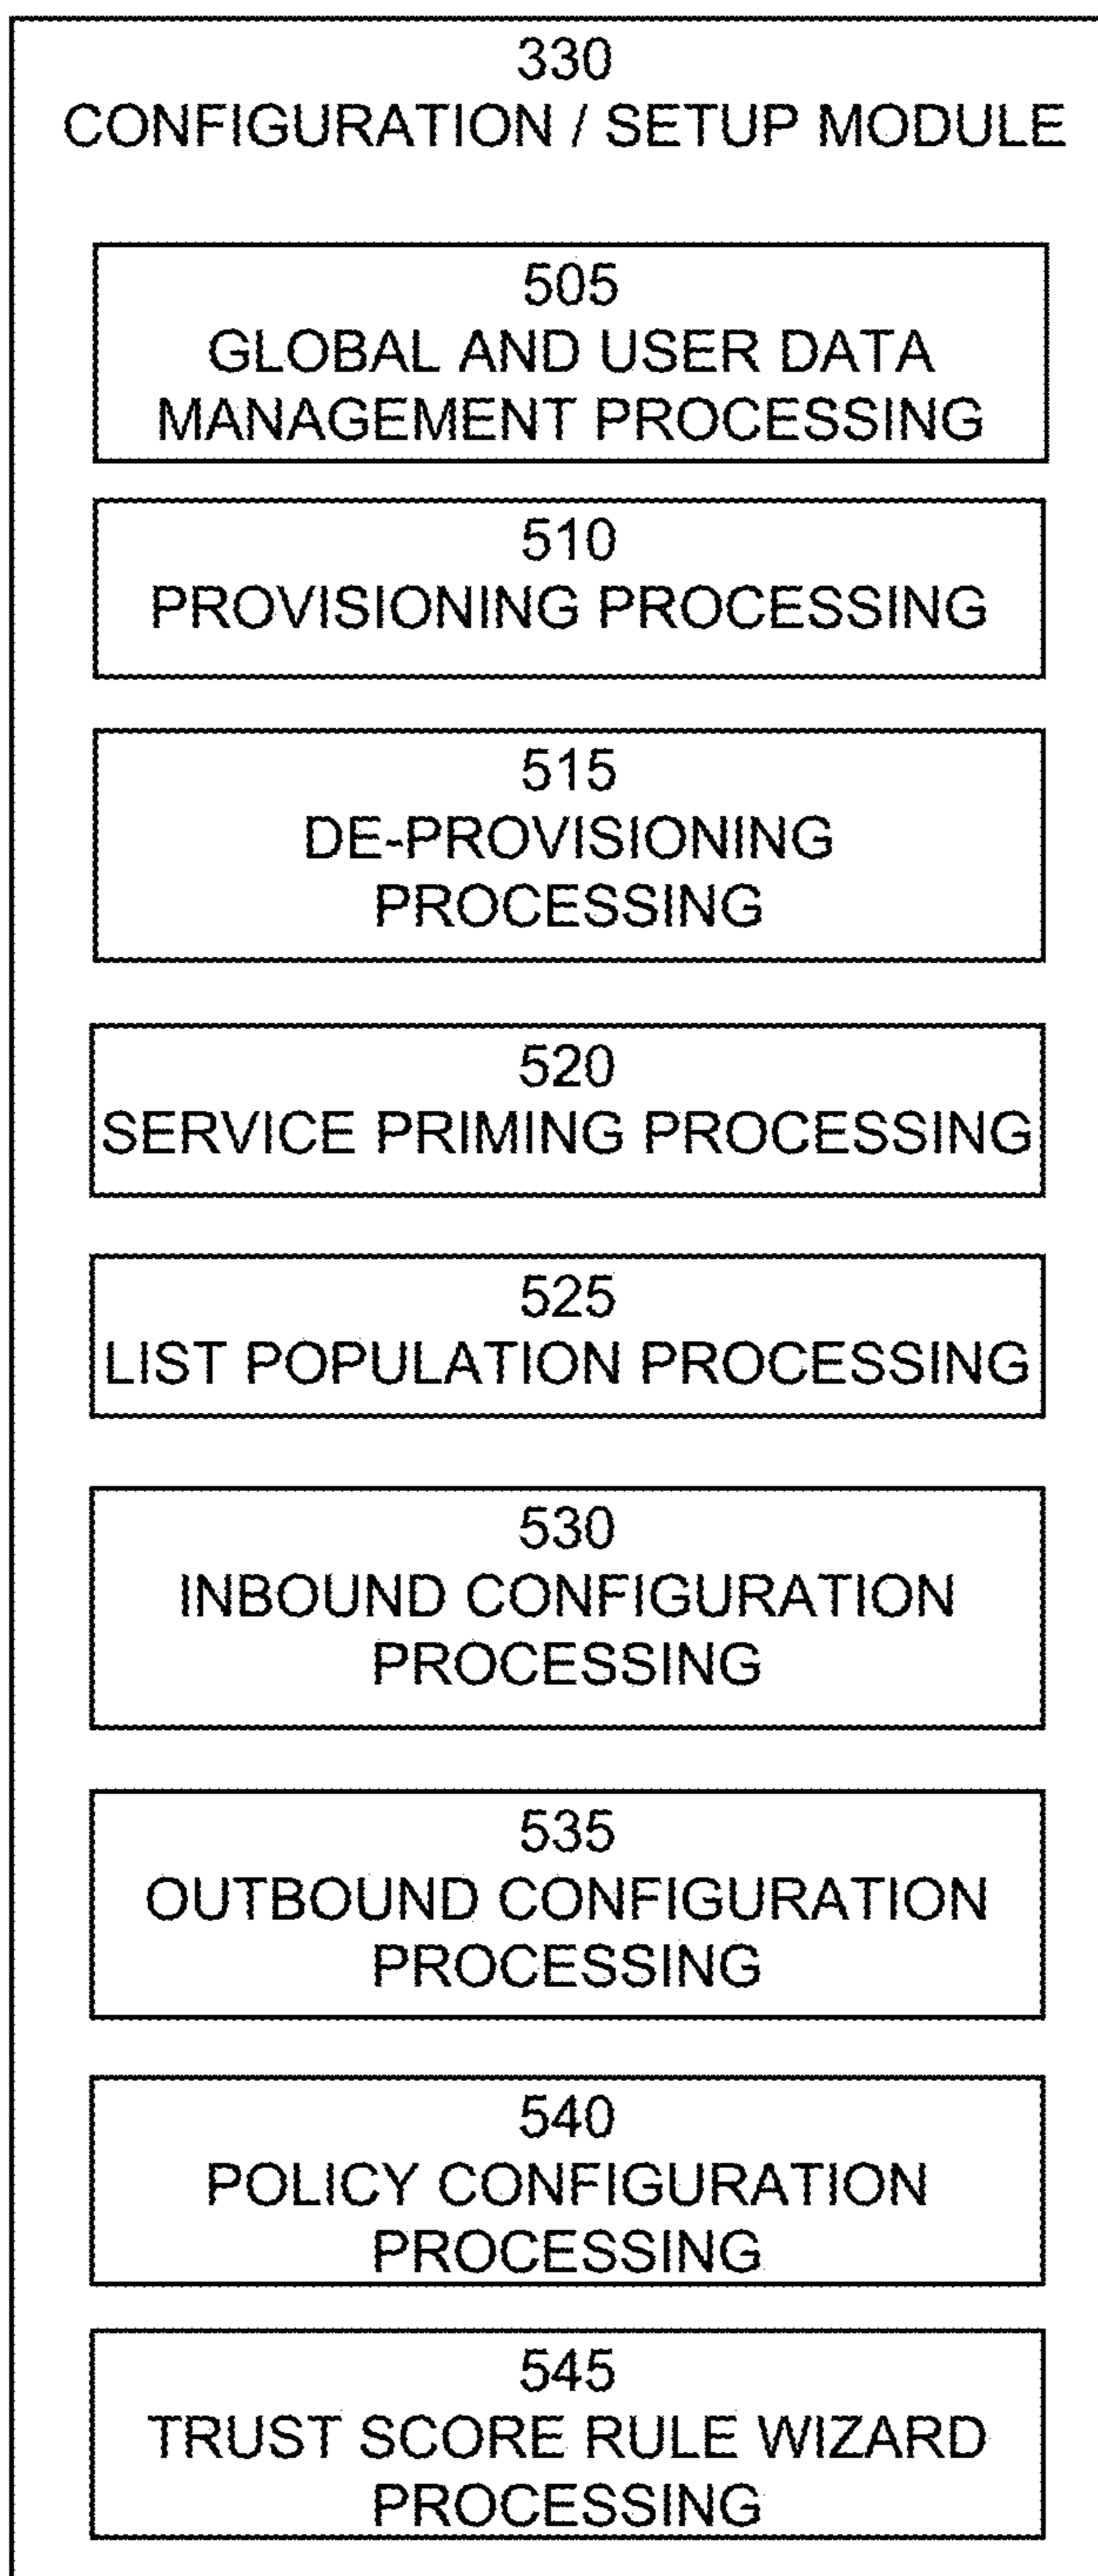 330
CONFIGURATION / SETUP MODULE
505
GLOBAL AND USER DATA
MANAGEMENT PROCESSING
510
PROVISIONING PROCESSING
515
DE-PROVISIONING
PROCESSING
520
SERVICE PRIMING PROCESSING
525
LIST POPULATION PROCESSING
530
INBOUND CONFIGURATION
PROCESSING
535
OUTBOUND CONFIGURATION
PROCESSING
540
POLICY CONFIGURATION
PROCESSING
545
TRUST SCORE RULE WIZARD
PROCESSING